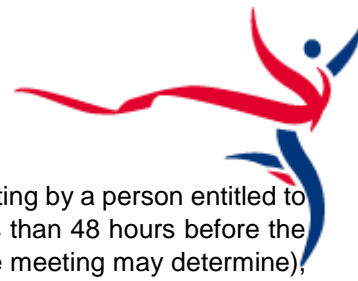 ting by a person entitled to
than 48 hours before the
meeting may determine),